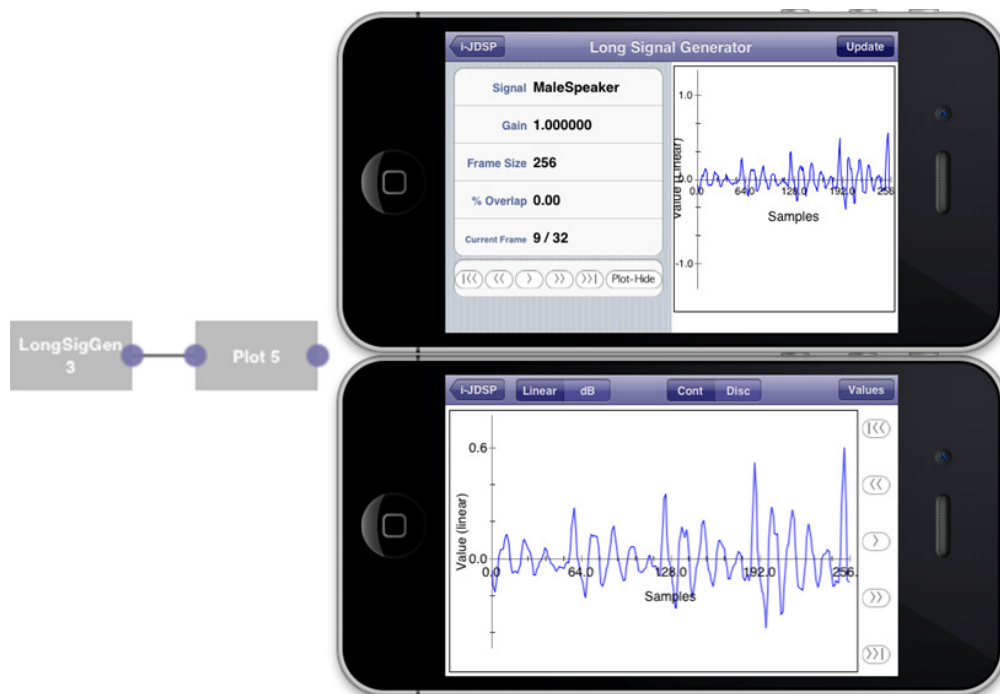 LongSigGen
3
Plot 5
i-JDSP
Long Signal Generator
Update
Signal MaleSpeaker
Gain 1.000000
Frame Size 256
% Overlap 0.00
Current Frame 9 / 32
Plot-Hide
Value (Linear)
1.0
0.0
-1.0
0.0 64.0 128.0 192.0 256
Samples
i-JDSP
Linear dB
Cont Disc
Values
Value (linear)
0.6
0.0
0.0 64.0 128.0 192.0 256.
Samples